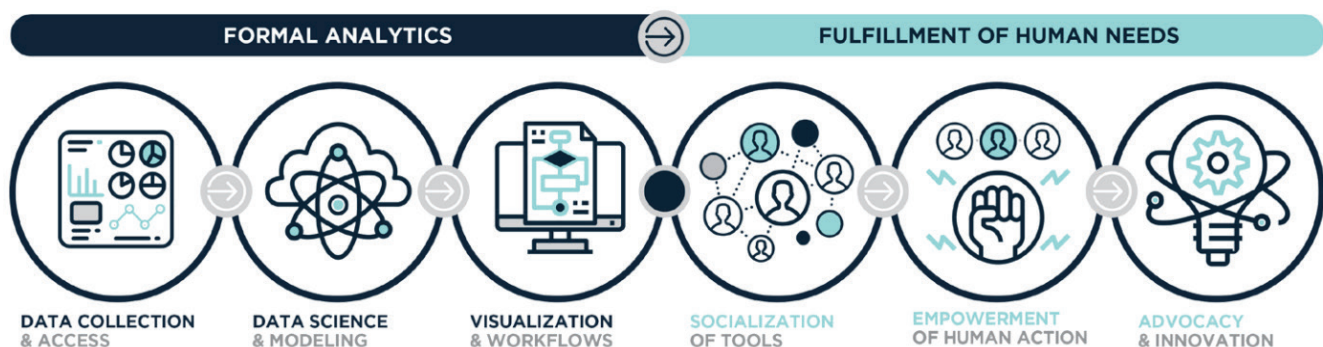 FORMAL ANALYTICS
FULFILLMENT OF HUMAN NEEDS
DATA COLLECTION
& ACCESS
DATA SCIENCE
& MODELING
VISUALIZATION
& WORKFLOWS
SOCIALIZATION
OF TOOLS
EMPOWERMENT
OF HUMAN ACTION
ADVOCACY
& INNOVATION